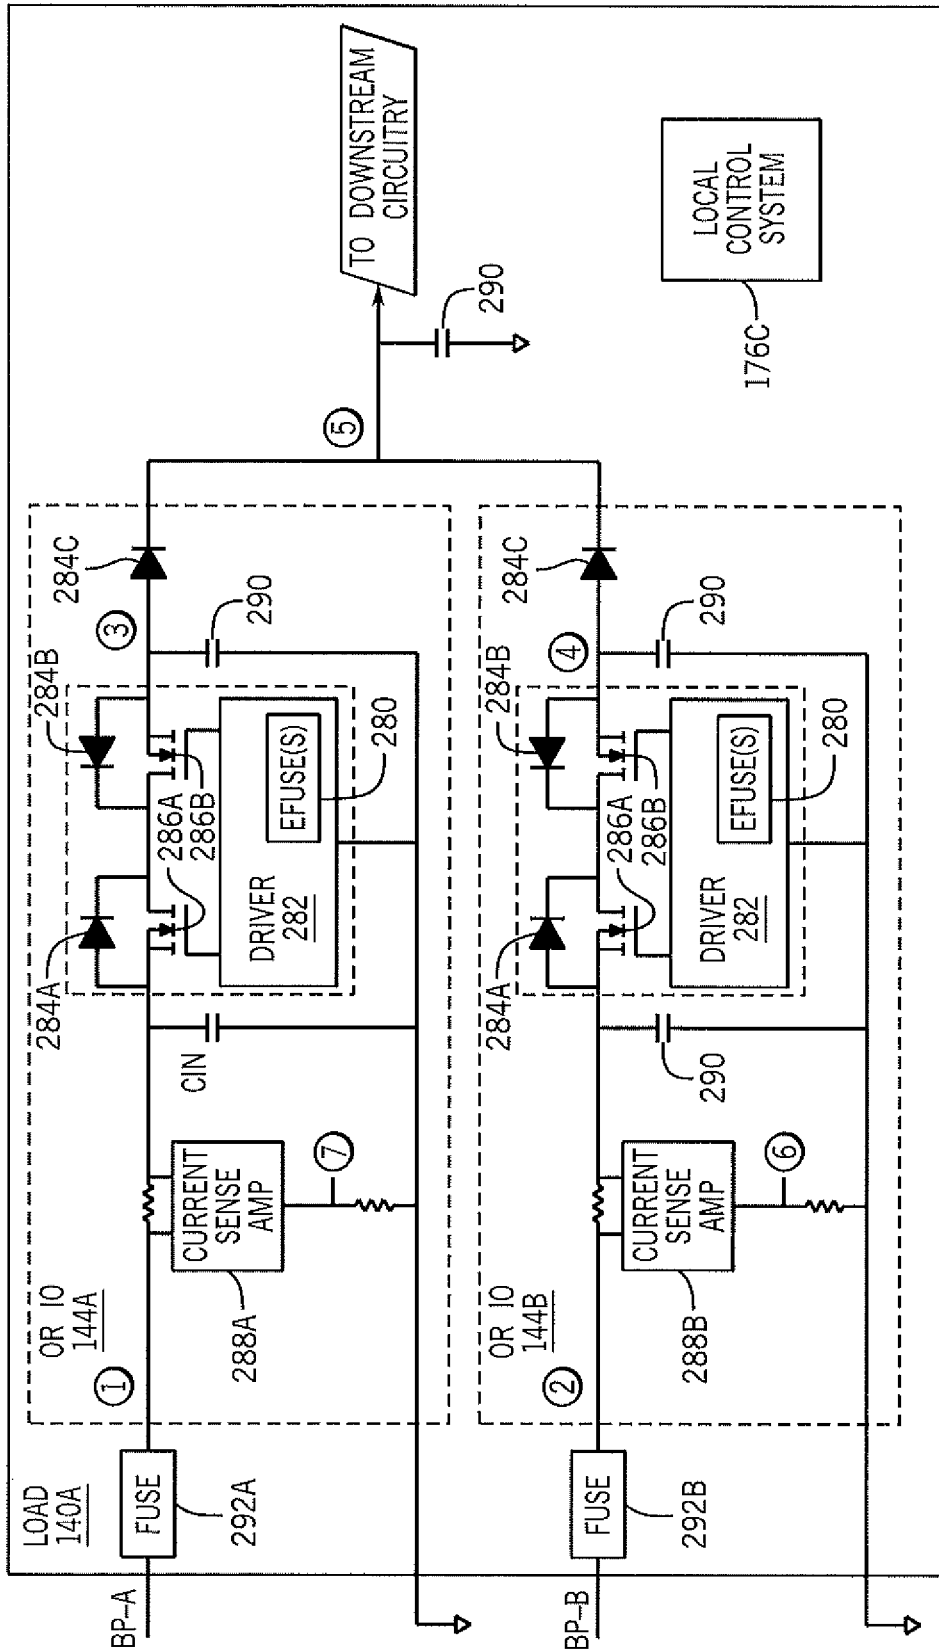 LOAD
140A
BP-A
FUSE
292A
1
OR IO
144A
288A
CURRENT
SENSE
AMP
7
CIN
284A
284B
286A
286B
DRIVER
282
EFUSE(S)
280
3
290
284C
BP-B
FUSE
292B
2
OR IO
144B
288B
CURRENT
SENSE
AMP
6
290
284A
284B
286A
286B
DRIVER
282
EFUSE(S)
280
4
290
284C
5
290
TO DOWNSTREAM
CIRCUITRY
LOCAL
CONTROL
SYSTEM
176C